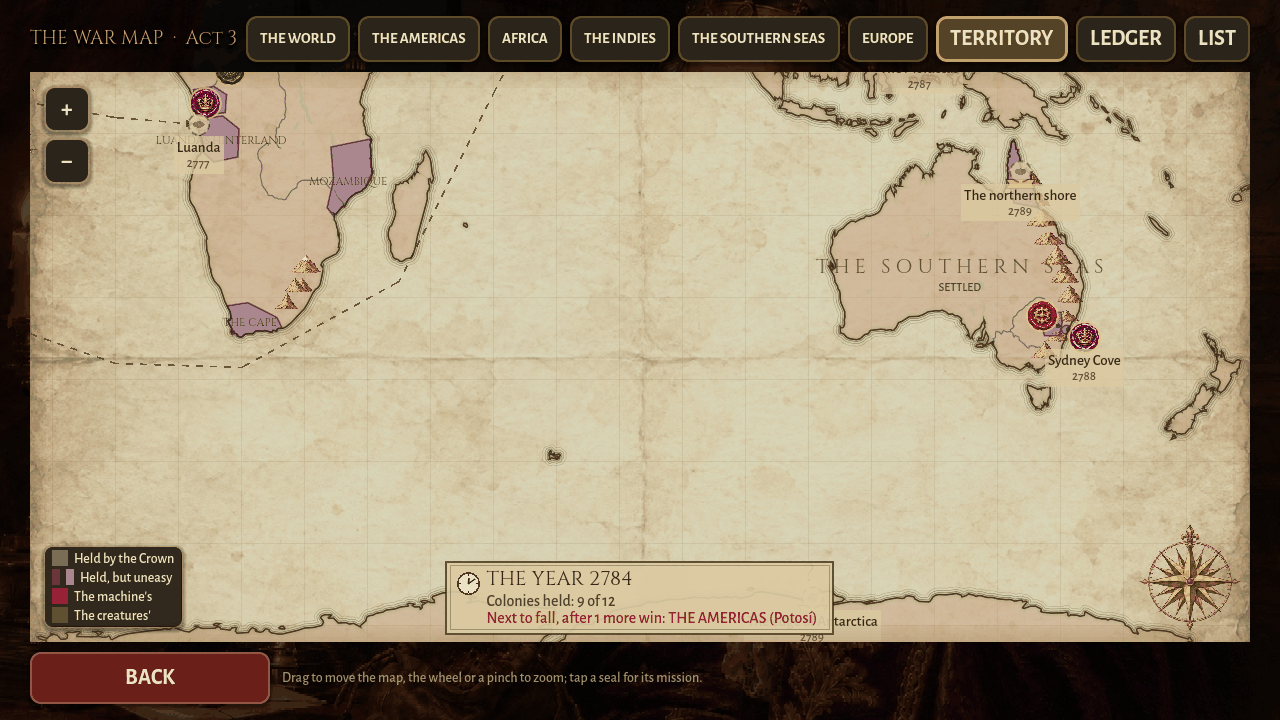 THE WAR MAP · ACT 3
THE WORLD
THE AMERICAS
AFRICA
THE INDIES
THE SOUTHERN SEAS
EUROPE
TERRITORY
LEDGER
LIST
+
−
2787
LUA
NTERLAND
Luanda
2777
MOZAMBIQUE
THE CAPE
The northern shore
2789
THE SOUTHERN SEAS
SETTLED
Sydney Cove
2788
Held by the Crown
Held, but uneasy
The machine's
The creatures'
THE YEAR 2784
Colonies held: 9 of 12
Next to fall, after 1 more win: THE AMERICAS (Potosí)
tarctica
2789
BACK
Drag to move the map, the wheel or a pinch to zoom; tap a seal for its mission.